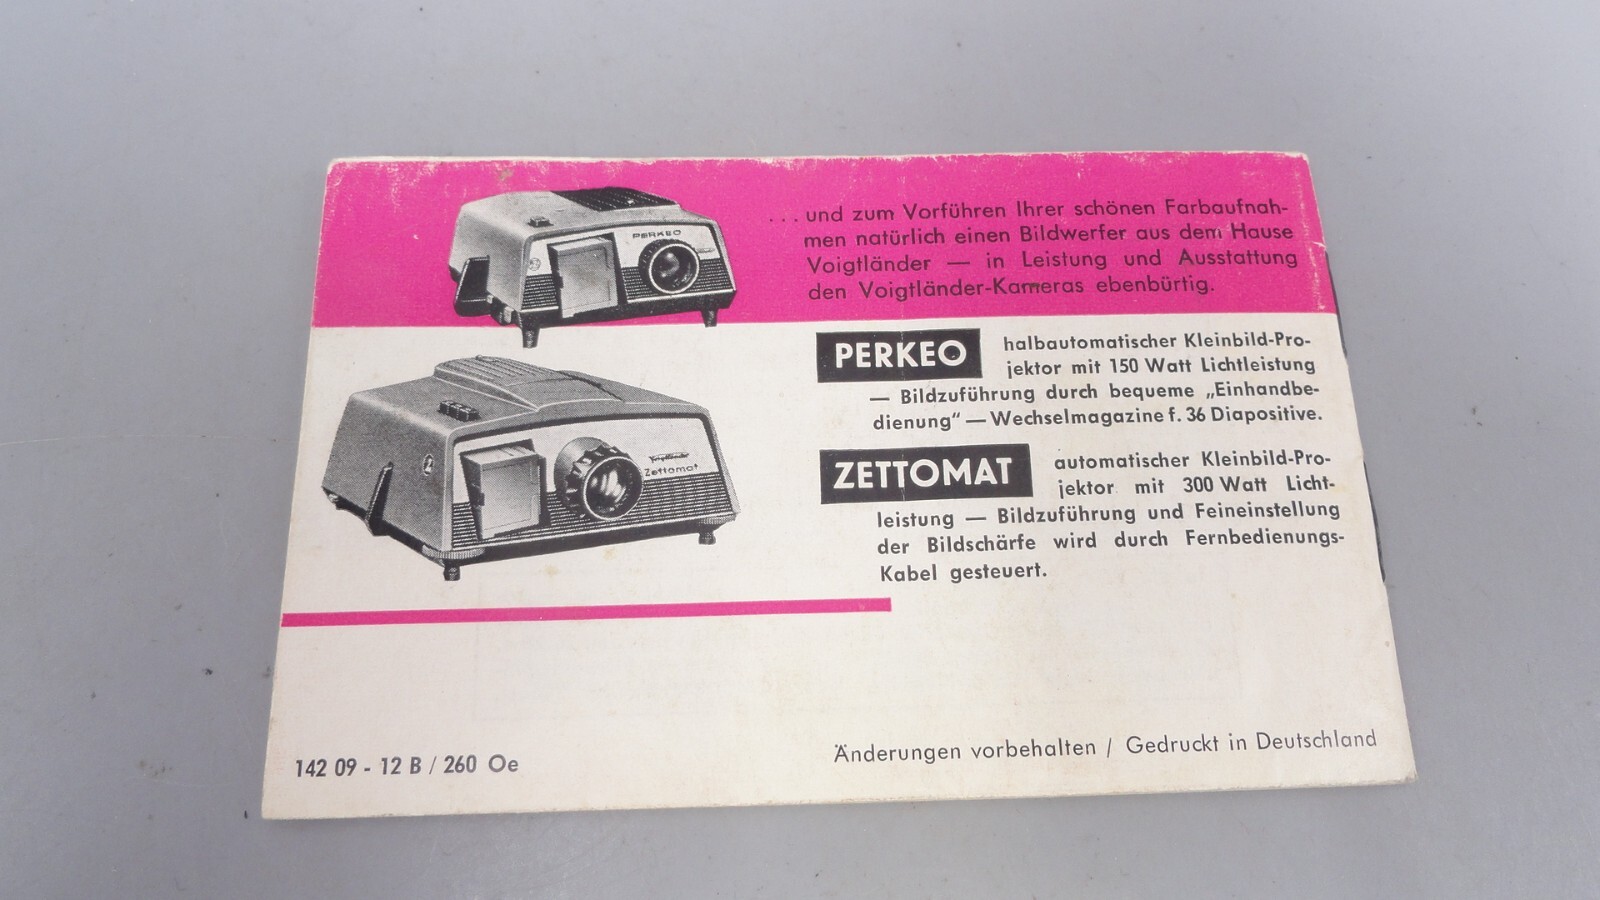 PERKEO
... und zum Vorführen Ihrer schönen Farbaufnah-
men natürlich einen Bildwerfer aus dem Hause
Voigtländer — in Leistung und Ausstattung
den Voigtländer-Kameras ebenbürtig.
PERKEO halbautomatischer Kleinbild-Pro-
jektor mit 150 Watt Lichtleistung
— Bildzuführung durch bequeme „Einhandbe-
dienung“ — Wechselmagazine f. 36 Diapositive.
Voigtländer
Zettomat
ZETTOMAT automatischer Kleinbild-Pro-
jektor mit 300 Watt Licht-
leistung — Bildzuführung und Feineinstellung
der Bildschärfe wird durch Fernbedienungs-
Kabel gesteuert.
142 09 - 12 B / 260 Oe
Änderungen vorbehalten / Gedruckt in Deutschland